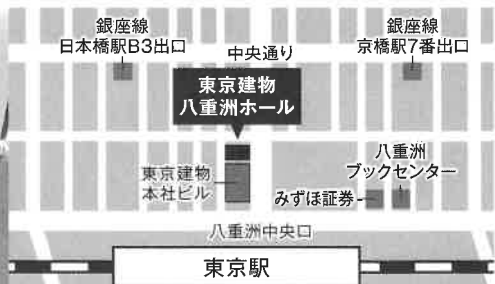 銀座線
日本橋駅B3出口
銀座線
京橋駅7番出口
中央通り
東京建物
八重洲ホール
東京建物
本社ビル
八重洲
ブックセンター
みずほ証券
八重洲中央口
東京駅